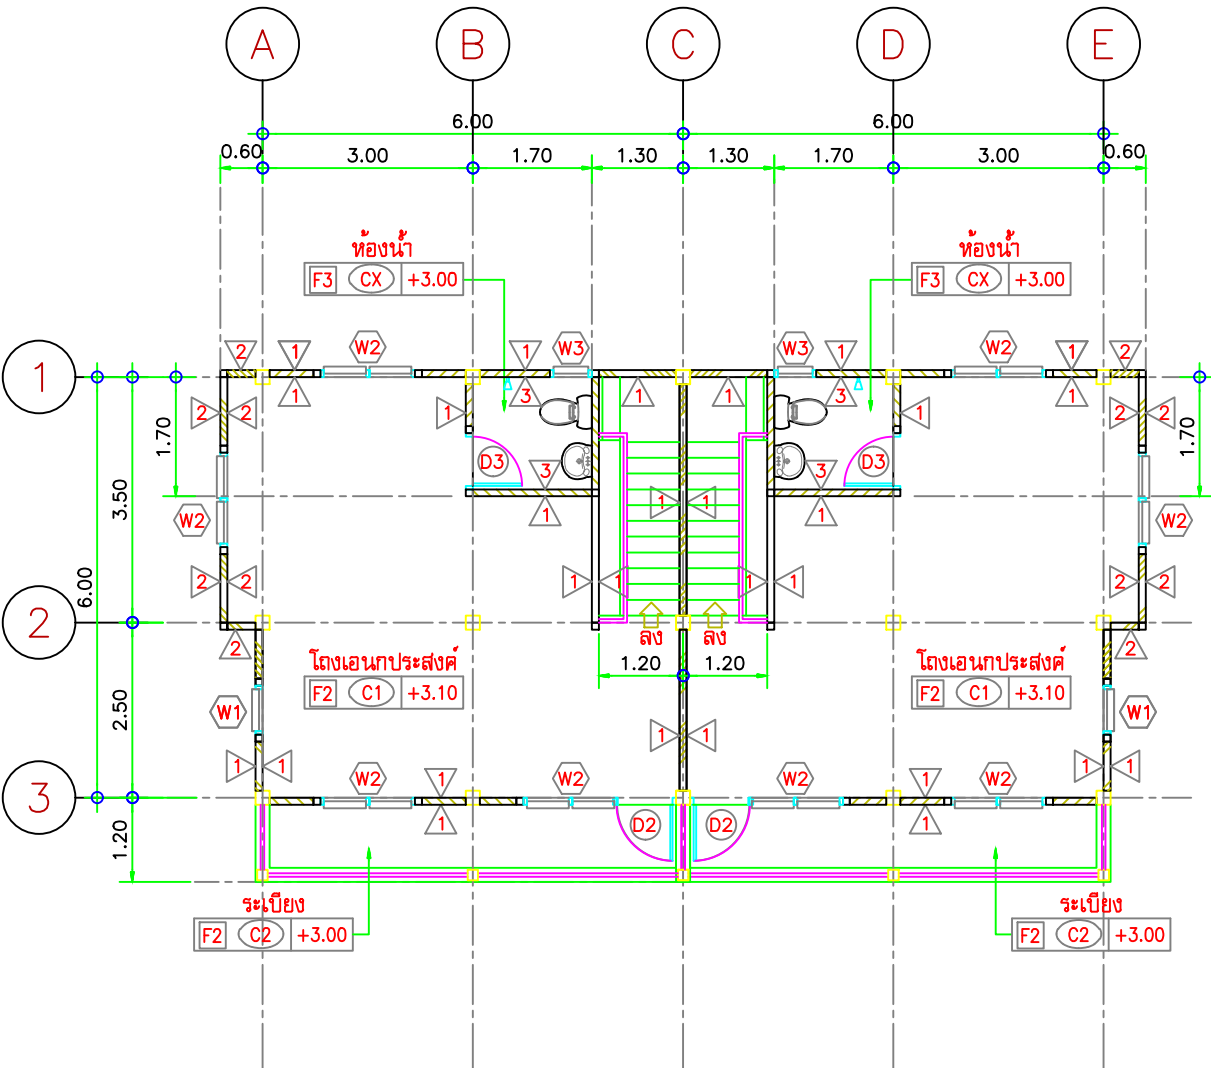 A B C D E
6.00 6.00
0.60 3.00 1.70 1.30 1.30 1.70 3.00 0.60
ห้องน้ำ ห้องน้ำ
F3 CX +3.00 F3 CX +3.00
2 1 W2 1 W3 W3 1 W2 1 2
1
1 3 1 1 3 1
2 2 1 1 2 2
1.70 1.70
D3 D3
3 3
3.50
1 1
W2 1 1 W2
6.00
2 2 1 1 1 1 2 2
2
ลง ลง
2 2
1.20 1.20
โถงเอนกประสงค์ โถงเอนกประสงค์
F2 C1 +3.10 F2 C1 +3.10
2.50
W1 W1
1 1
1 1 1 1
W2 1 W2 W2 1 W2
3
1 D2 D2 1
1.20
ระเบียง ระเบียง
F2 C2 +3.00 F2 C2 +3.00